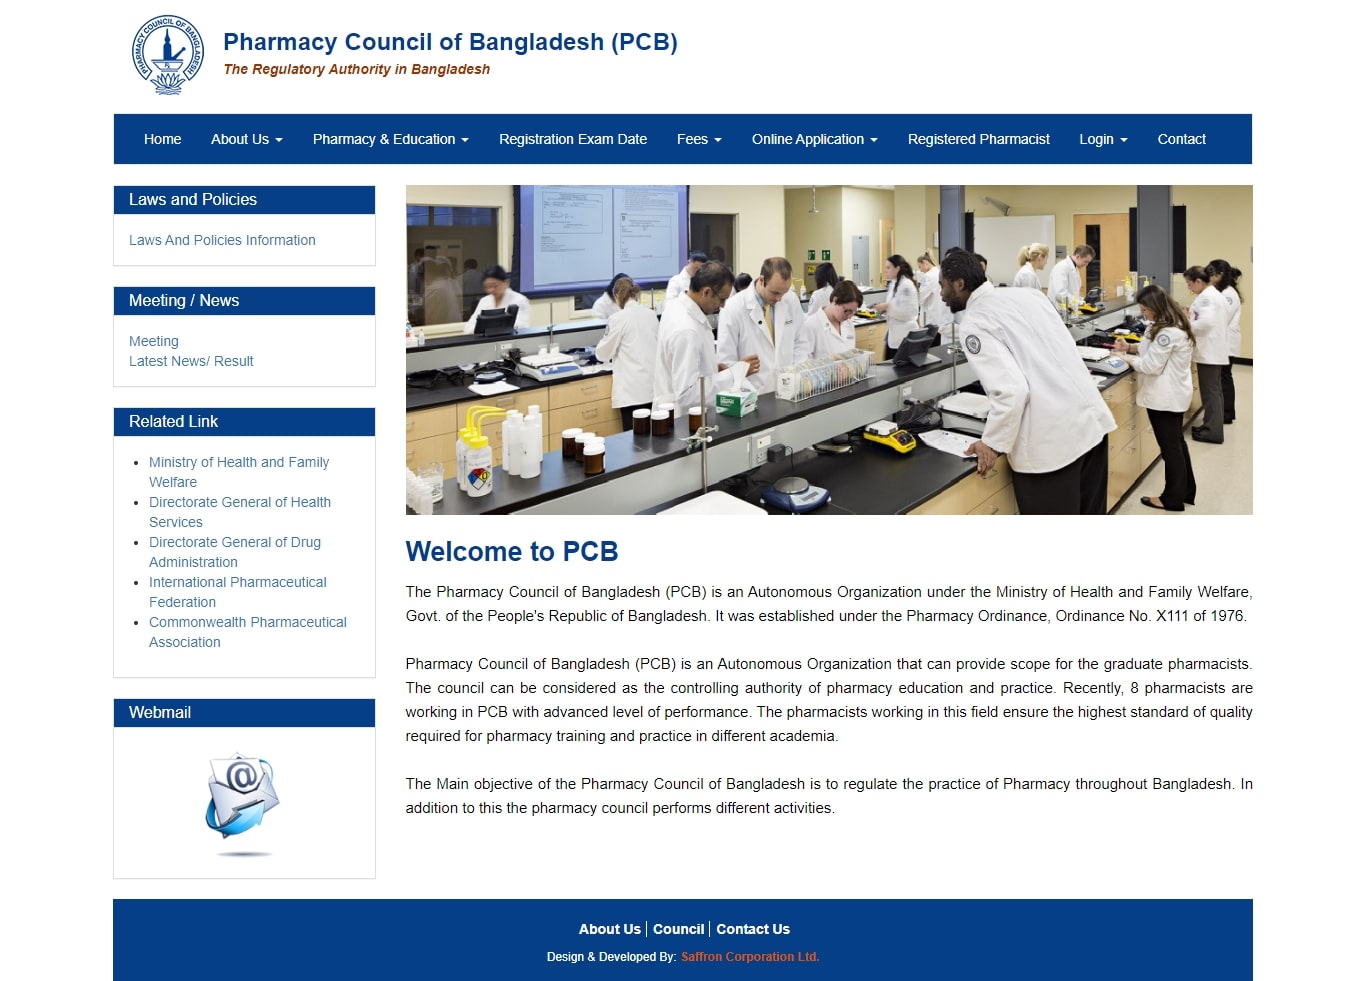 PHARMACY COUNCIL OF BANGLADESH
Pharmacy Council of Bangladesh (PCB)
The Regulatory Authority in Bangladesh
Home About Us Pharmacy & Education Registration Exam Date Fees Online Application Registered Pharmacist Login Contact
Laws and Policies
Laws And Policies Information
Meeting / News
Meeting
Latest News/ Result
Related Link
Ministry of Health and Family
Welfare
Directorate General of Health
Services
Directorate General of Drug
Administration
International Pharmaceutical
Federation
Commonwealth Pharmaceutical
Association
Webmail
@
Welcome to PCB
The Pharmacy Council of Bangladesh (PCB) is an Autonomous Organization under the Ministry of Health and Family Welfare,
Govt. of the People's Republic of Bangladesh. It was established under the Pharmacy Ordinance, Ordinance No. X111 of 1976.
Pharmacy Council of Bangladesh (PCB) is an Autonomous Organization that can provide scope for the graduate pharmacists.
The council can be considered as the controlling authority of pharmacy education and practice. Recently, 8 pharmacists are
working in PCB with advanced level of performance. The pharmacists working in this field ensure the highest standard of quality
required for pharmacy training and practice in different academia.
The Main objective of the Pharmacy Council of Bangladesh is to regulate the practice of Pharmacy throughout Bangladesh. In
addition to this the pharmacy council performs different activities.
About Us Council Contact Us
Design & Developed By: Saffron Corporation Ltd.